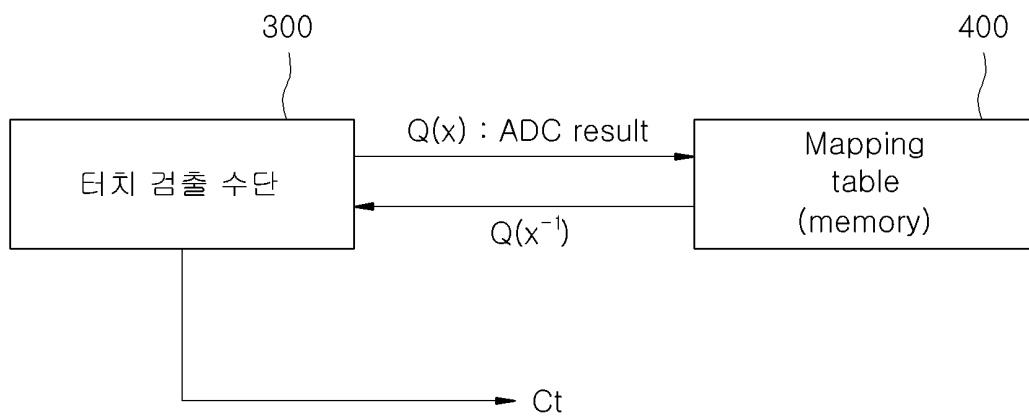 300
400
Q(x) : ADC result
터치 검출 수단
Mapping
table
(memory)
Q(x⁻¹)
Ct